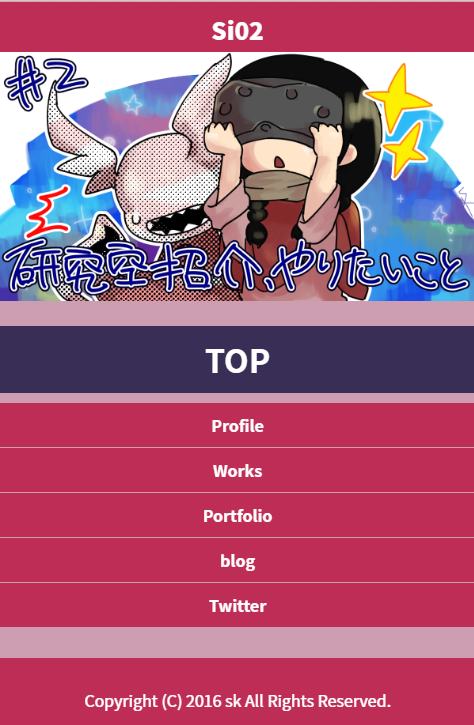 Si02
#2
研究室紹介、やりたいこと
TOP
Profile
Works
Portfolio
blog
Twitter
Copyright (C) 2016 sk All Rights Reserved.